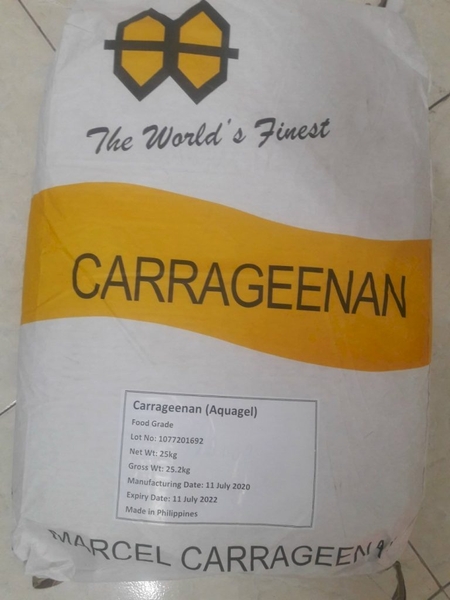 The World's Finest
CARRAGEENAN
Carrageenan (Aquagel)
Food Grade
Lot No: 1077201692
Net Wt: 25kg
Gross Wt: 25.2kg
Manufacturing Date: 11 July 2020
Expiry Date: 11 July 2022
Made in Philippines
MARCEL CARRAGEENAN